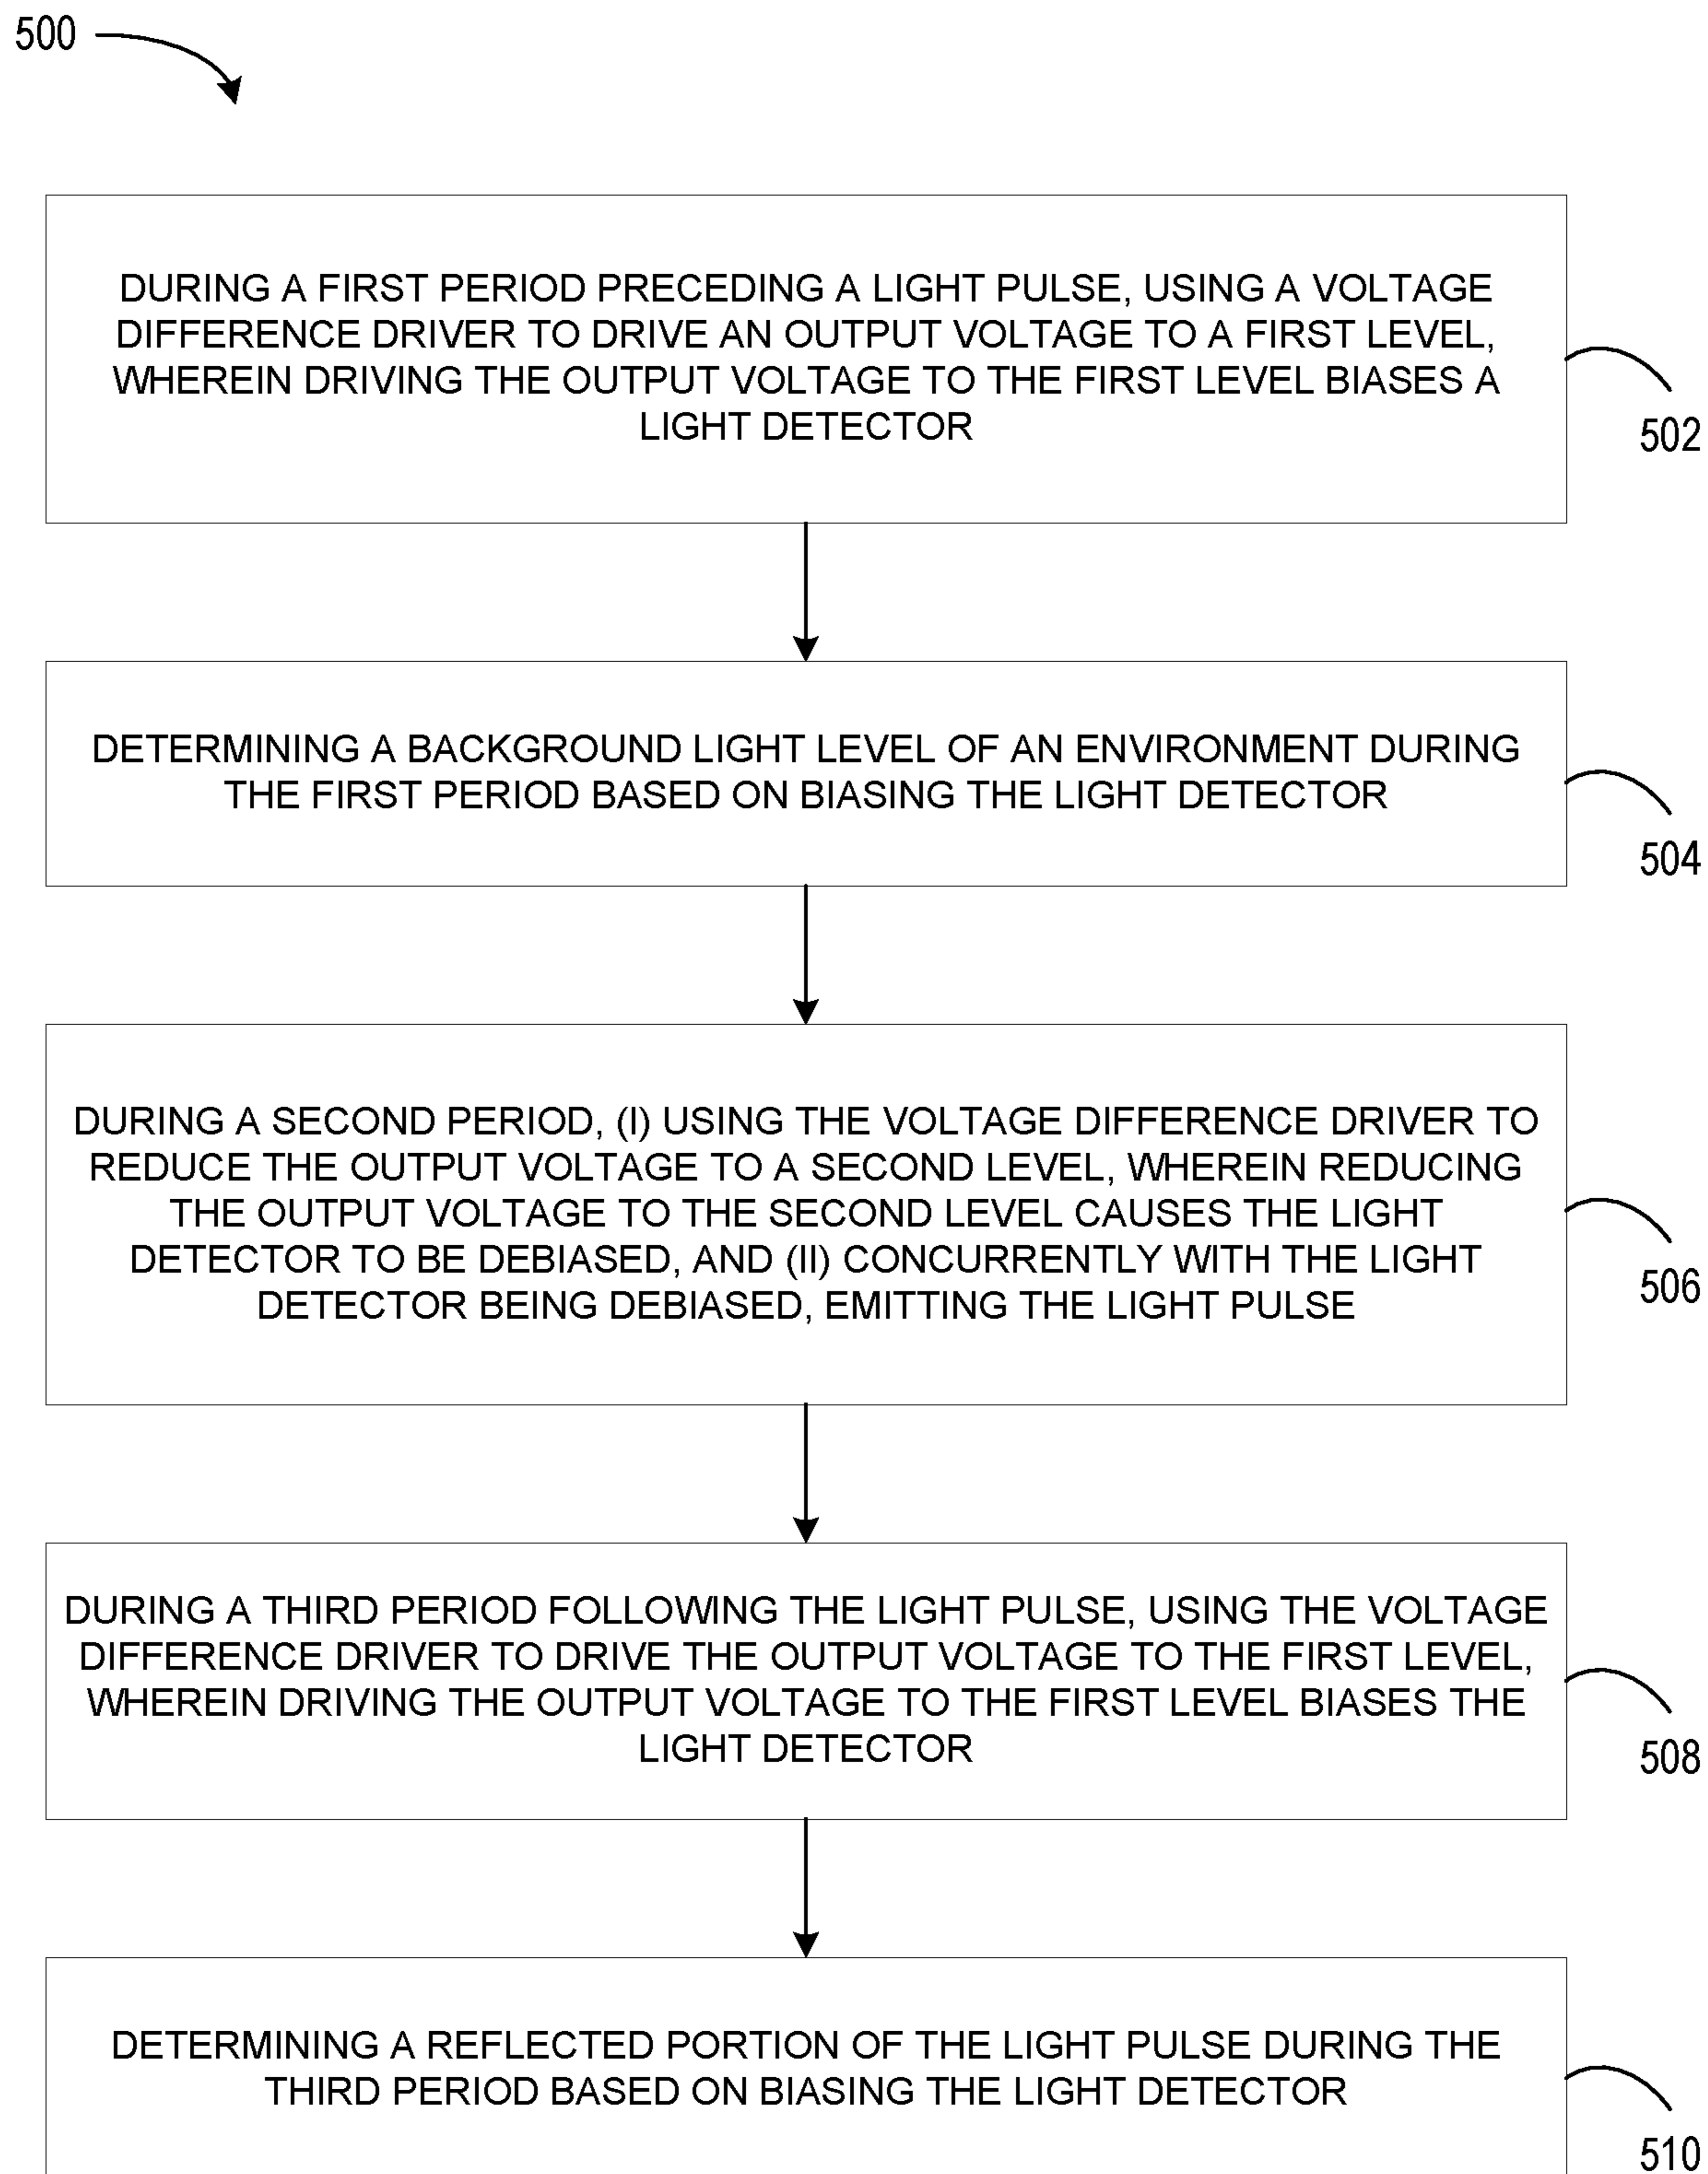 500
DURING A FIRST PERIOD PRECEDING A LIGHT PULSE, USING A VOLTAGE
DIFFERENCE DRIVER TO DRIVE AN OUTPUT VOLTAGE TO A FIRST LEVEL,
WHEREIN DRIVING THE OUTPUT VOLTAGE TO THE FIRST LEVEL BIASES A
LIGHT DETECTOR
502
DETERMINING A BACKGROUND LIGHT LEVEL OF AN ENVIRONMENT DURING
THE FIRST PERIOD BASED ON BIASING THE LIGHT DETECTOR
504
DURING A SECOND PERIOD, (I) USING THE VOLTAGE DIFFERENCE DRIVER TO
REDUCE THE OUTPUT VOLTAGE TO A SECOND LEVEL, WHEREIN REDUCING
THE OUTPUT VOLTAGE TO THE SECOND LEVEL CAUSES THE LIGHT
DETECTOR TO BE DEBIASED, AND (II) CONCURRENTLY WITH THE LIGHT
DETECTOR BEING DEBIASED, EMITTING THE LIGHT PULSE
506
DURING A THIRD PERIOD FOLLOWING THE LIGHT PULSE, USING THE VOLTAGE
DIFFERENCE DRIVER TO DRIVE THE OUTPUT VOLTAGE TO THE FIRST LEVEL,
WHEREIN DRIVING THE OUTPUT VOLTAGE TO THE FIRST LEVEL BIASES THE
LIGHT DETECTOR
508
DETERMINING A REFLECTED PORTION OF THE LIGHT PULSE DURING THE
THIRD PERIOD BASED ON BIASING THE LIGHT DETECTOR
510